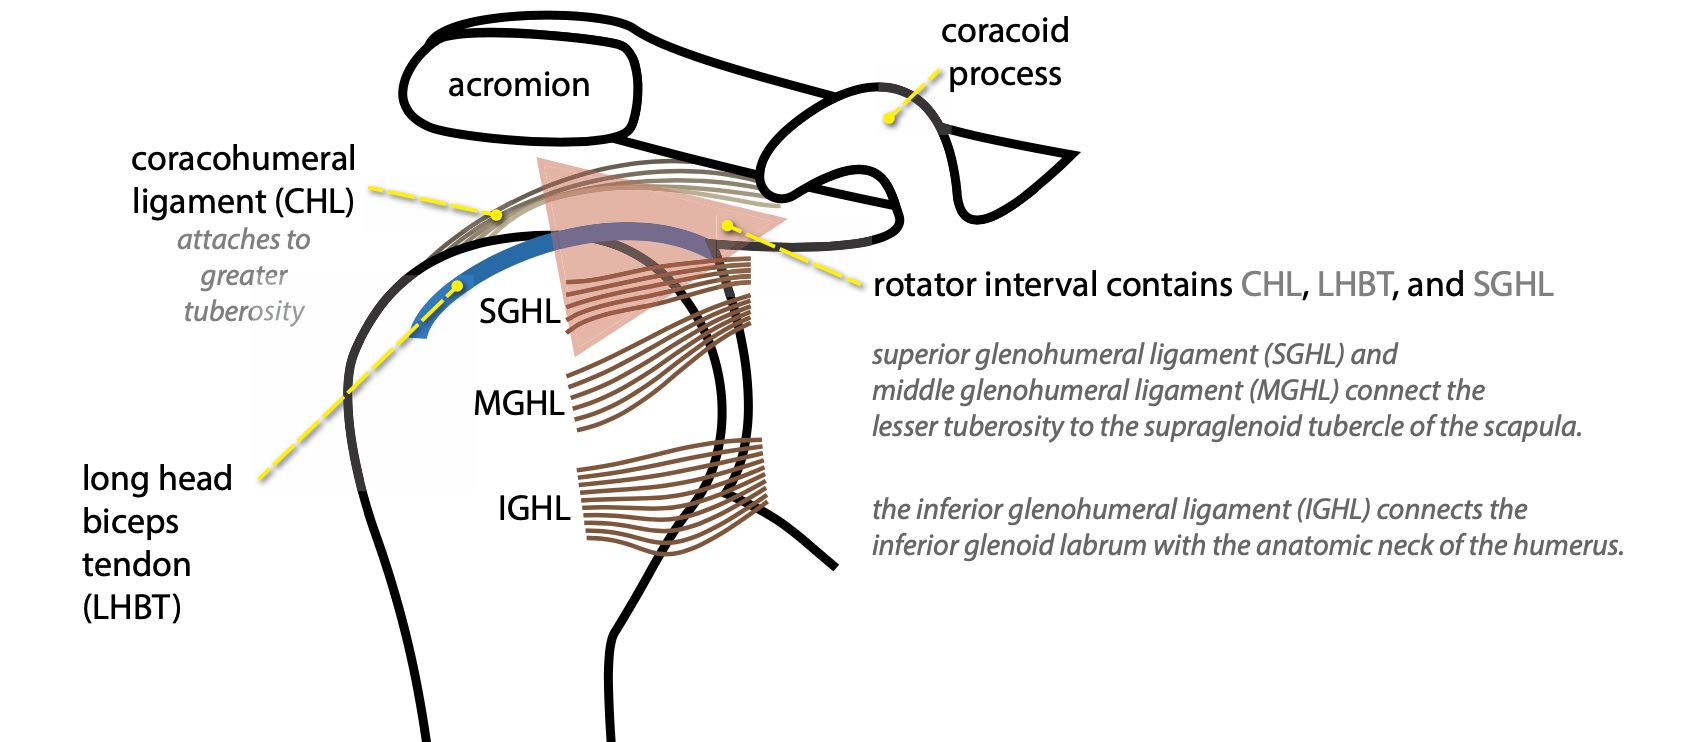 coracoid
process
acromion
coracohumeral
ligament (CHL)
attaches to
greater
tuberosity
rotator interval contains CHL, LHBT, and SGHL
SGHL
superior glenohumeral ligament (SGHL) and
middle glenohumeral ligament (MGHL) connect the
lesser tuberosity to the supraglenoid tubercle of the scapula.
MGHL
long head
biceps
tendon
(LHBT)
IGHL
the inferior glenohumeral ligament (IGHL) connects the
inferior glenoid labrum with the anatomic neck of the humerus.